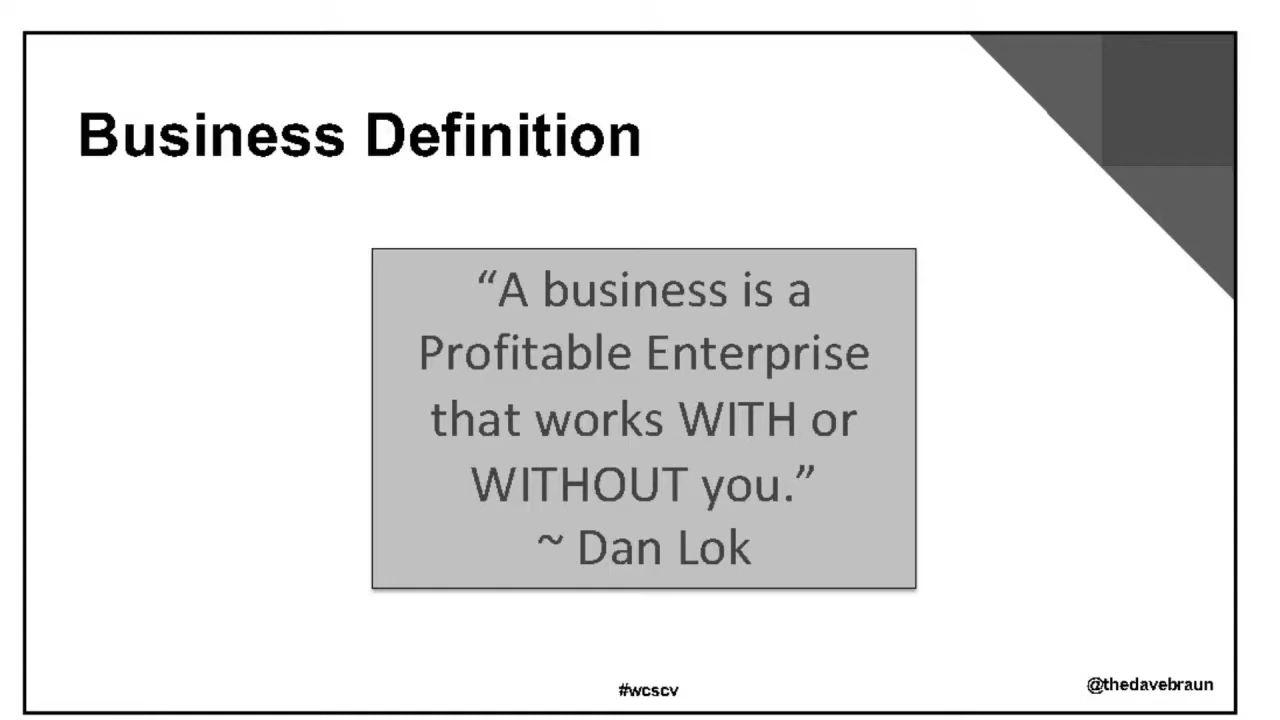 Business Definition
“A business is a
Profitable Enterprise
that works WITH or
WITHOUT you.”
~ Dan Lok
#wcscv
@thedavebraun